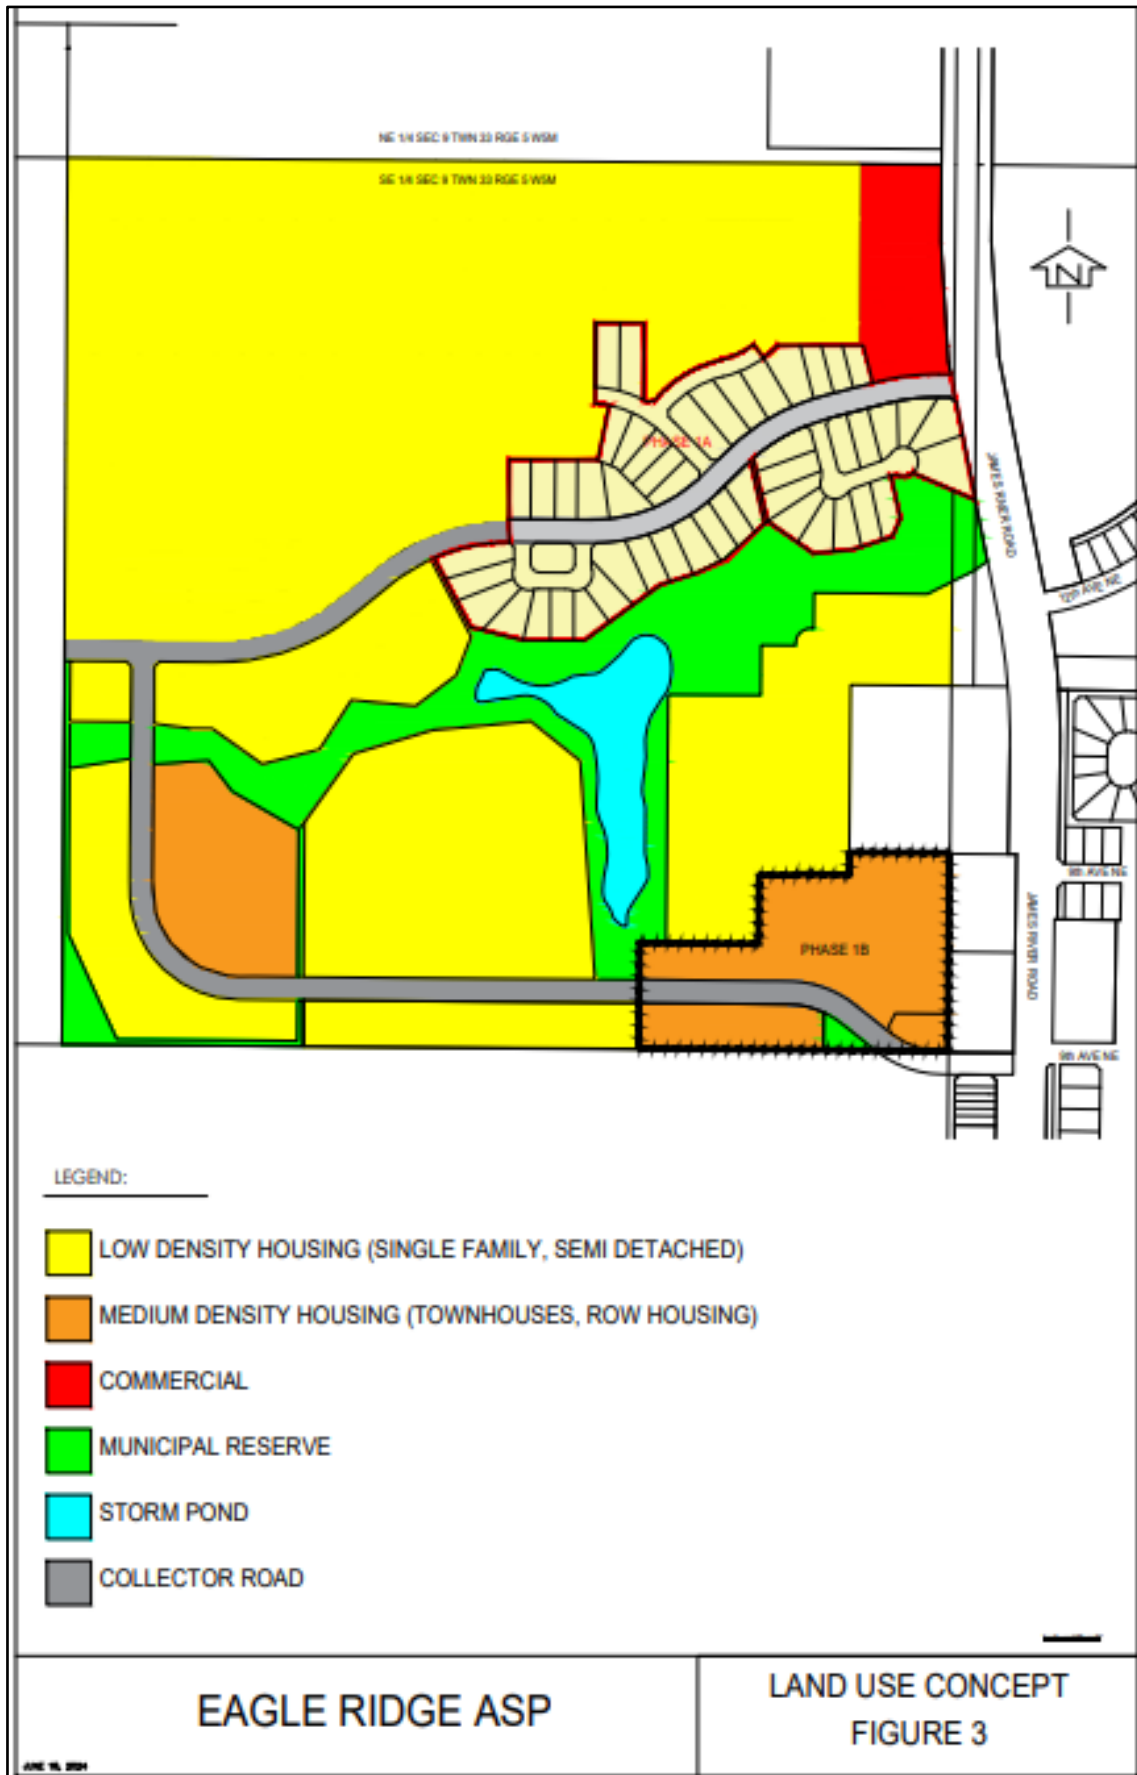 NE 1/4 SEC 9 TWN 33 RGE 5 W5M
SE 1/4 SEC 9 TWN 33 RGE 5 W5M
N
PHASE 1A
JAMES RIVER ROAD
12th AVE NE
9th AVE NE
PHASE 1B
JAMES RIVER ROAD
9th AVE NE
LEGEND:
LOW DENSITY HOUSING (SINGLE FAMILY, SEMI DETACHED)
MEDIUM DENSITY HOUSING (TOWNHOUSES, ROW HOUSING)
COMMERCIAL
MUNICIPAL RESERVE
STORM POND
COLLECTOR ROAD
EAGLE RIDGE ASP
LAND USE CONCEPT
FIGURE 3